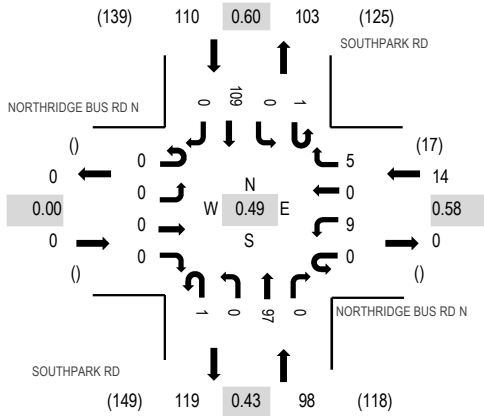 (139) 110 0.60 103 (125)
SOUTHPARK RD
NORTHRIDGE BUS RD N
0 109 0 1
() 0 5 (17)
0 0 0 14
0.00 N 0.58
W 0.49 E
0 0 9 0
S
() 0 0 ()
1 0 97 0
NORTHRIDGE BUS RD N
SOUTHPARK RD
(149) 119 0.43 98 (118)